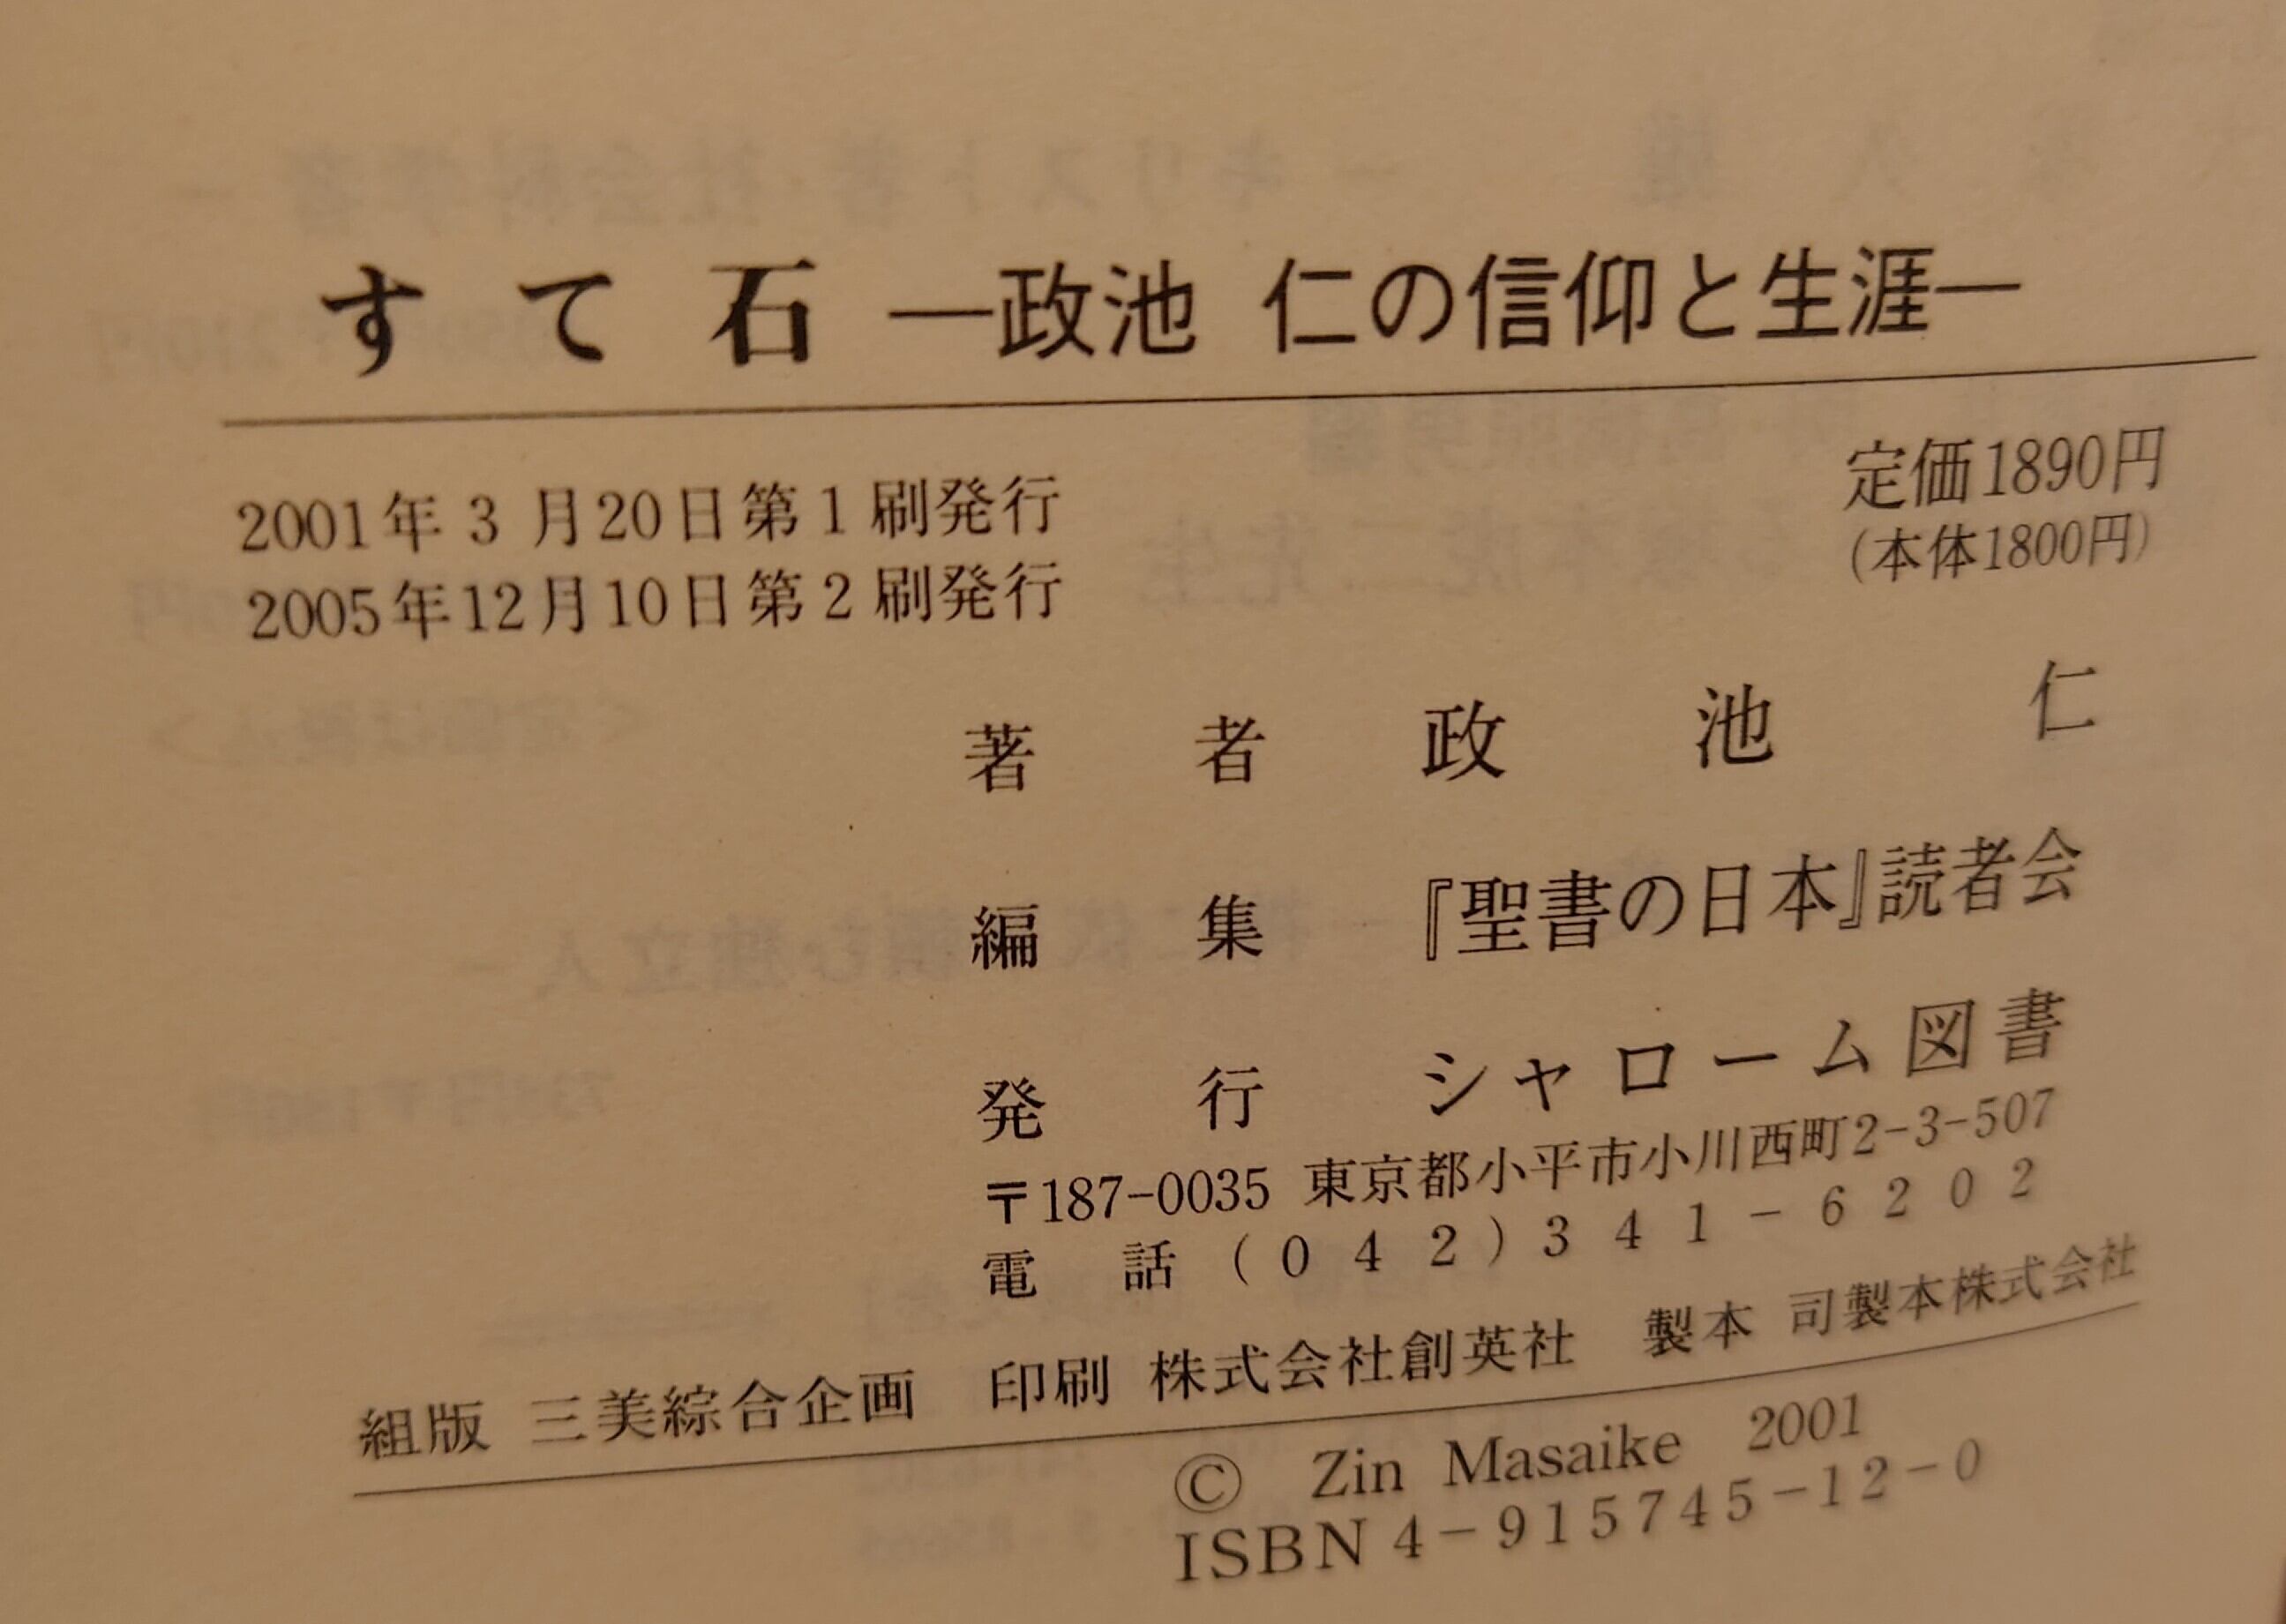 すて石 ―政池 仁の信仰と生涯―
2001年3月20日第1刷発行
2005年12月10日第2刷発行
定価1890円
(本体1800円)
著者 政池仁
編集 『聖書の日本』読者会
発行 シャローム図書
〒187-0035 東京都小平市小川西町2-3-507
電話(042)341-6202
組版 三美綜合企画 印刷 株式会社創英社 製本 司製本株式会社
© Zin Masaike 2001
ISBN4-915745-12-0